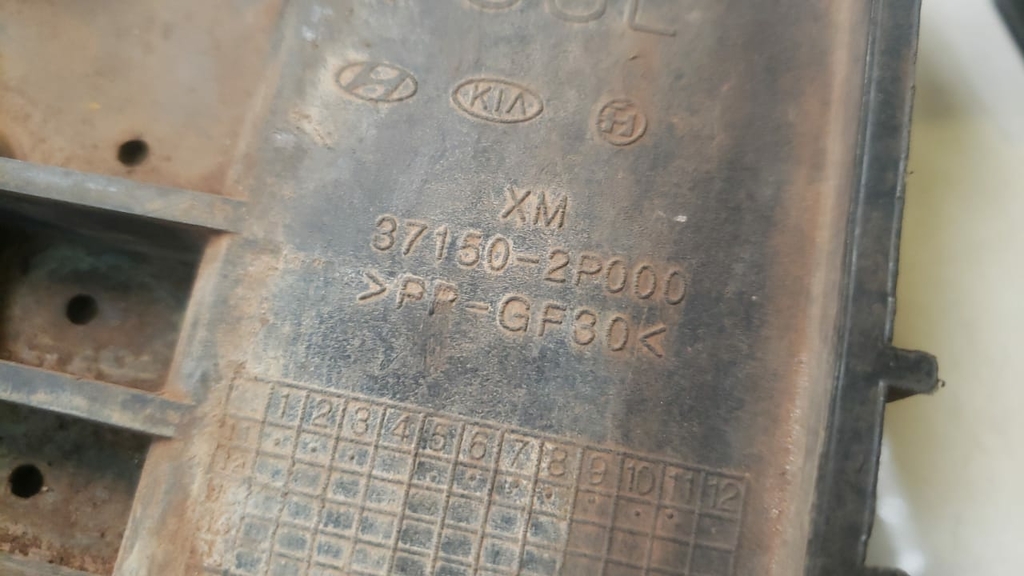 KIA
XM
37150-2P000
>PP-GF30<
1 2 3 4 5 6 7 8 9 10 11 12